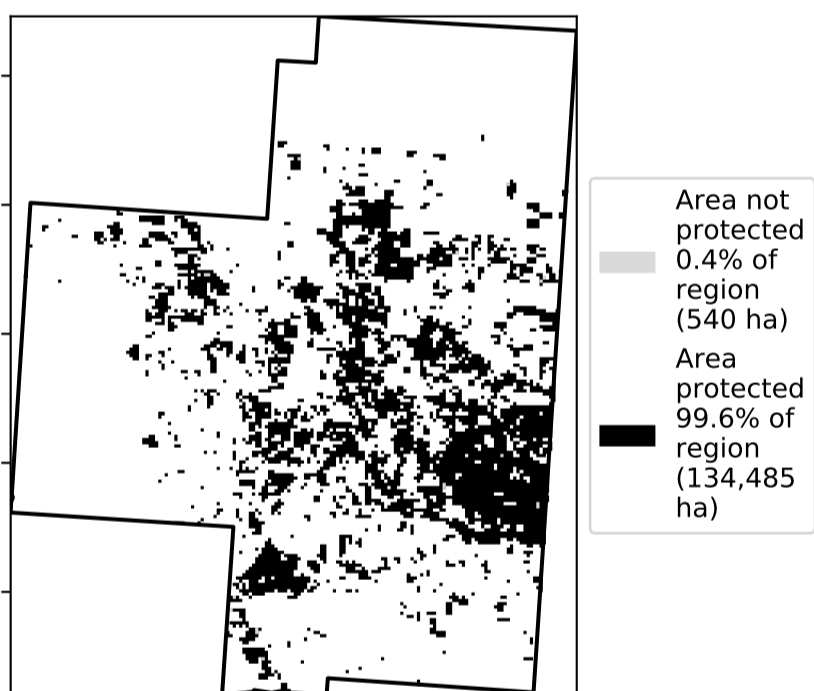 Area not
protected
0.4% of
region
(540 ha)
Area
protected
99.6% of
region
(134,485
ha)